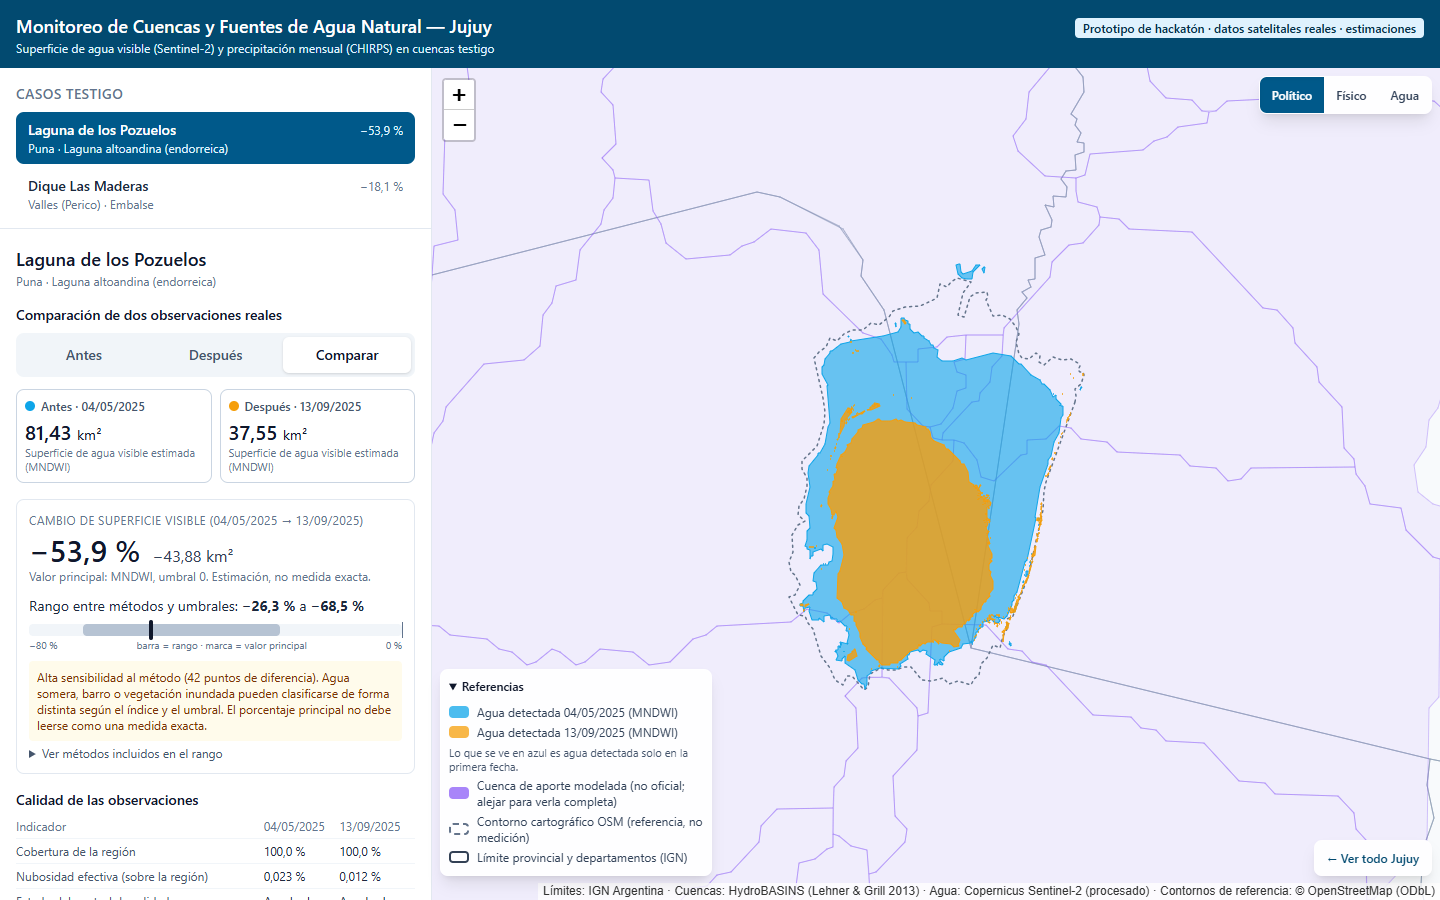 Monitoreo de Cuencas y Fuentes de Agua Natural — Jujuy
Superficie de agua visible (Sentinel-2) y precipitación mensual (CHIRPS) en cuencas testigo
Prototipo de hackatón · datos satelitales reales · estimaciones
CASOS TESTIGO
Laguna de los Pozuelos
−53,9 %
Puna · Laguna altoandina (endorreica)
Dique Las Maderas
−18,1 %
Valles (Perico) · Embalse
Laguna de los Pozuelos
Puna · Laguna altoandina (endorreica)
Comparación de dos observaciones reales
Antes
Después
Comparar
Antes · 04/05/2025
81,43 km²
Superficie de agua visible estimada
(MNDWI)
Después · 13/09/2025
37,55 km²
Superficie de agua visible estimada
(MNDWI)
CAMBIO DE SUPERFICIE VISIBLE (04/05/2025 → 13/09/2025)
−53,9 % −43,88 km²
Valor principal: MNDWI, umbral 0. Estimación, no medida exacta.
Rango entre métodos y umbrales: −26,3 % a −68,5 %
−80 %
barra = rango · marca = valor principal
0 %
Alta sensibilidad al método (42 puntos de diferencia). Agua
somera, barro o vegetación inundada pueden clasificarse de forma
distinta según el índice y el umbral. El porcentaje principal no debe
leerse como una medida exacta.
Ver métodos incluidos en el rango
Calidad de las observaciones
Indicador 04/05/2025 13/09/2025
Cobertura de la región 100,0 % 100,0 %
Nubosidad efectiva (sobre la región) 0,023 % 0,012 %
+
−
Político
Físico
Agua
Referencias
Agua detectada 04/05/2025 (MNDWI)
Agua detectada 13/09/2025 (MNDWI)
Lo que se ve en azul es agua detectada solo en la
primera fecha.
Cuenca de aporte modelada (no oficial;
alejar para verla completa)
Contorno cartográfico OSM (referencia, no
medición)
Límite provincial y departamentos (IGN)
← Ver todo Jujuy
Límites: IGN Argentina · Cuencas: HydroBASINS (Lehner & Grill 2013) · Agua: Copernicus Sentinel-2 (procesado) · Contornos de referencia: © OpenStreetMap (ODbL)